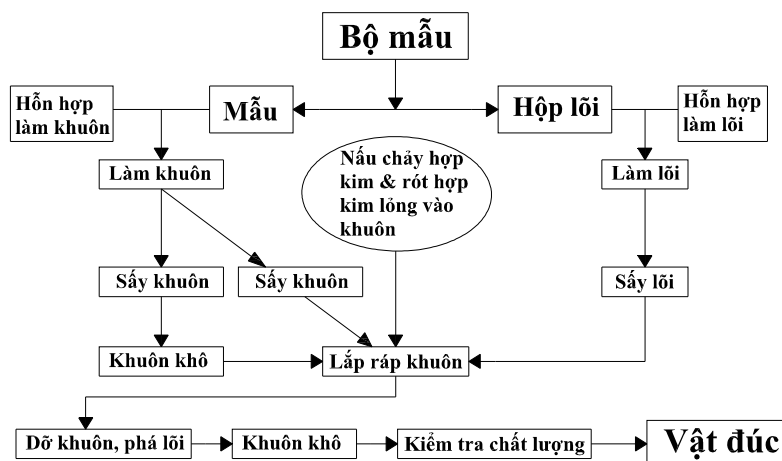 Bộ mẫu
Hỗn hợp
làm khuôn
Mẫu
Hộp lõi
Hỗn hợp
làm lõi
Nấu chảy hợp
kim & rót hợp
kim lỏng vào
khuôn
Làm khuôn
Làm lõi
Sấy khuôn
Sấy khuôn
Sấy lõi
Khuôn khô
Lắp ráp khuôn
Dỡ khuôn, phá lõi
Khuôn khô
Kiểm tra chất lượng
Vật đúc